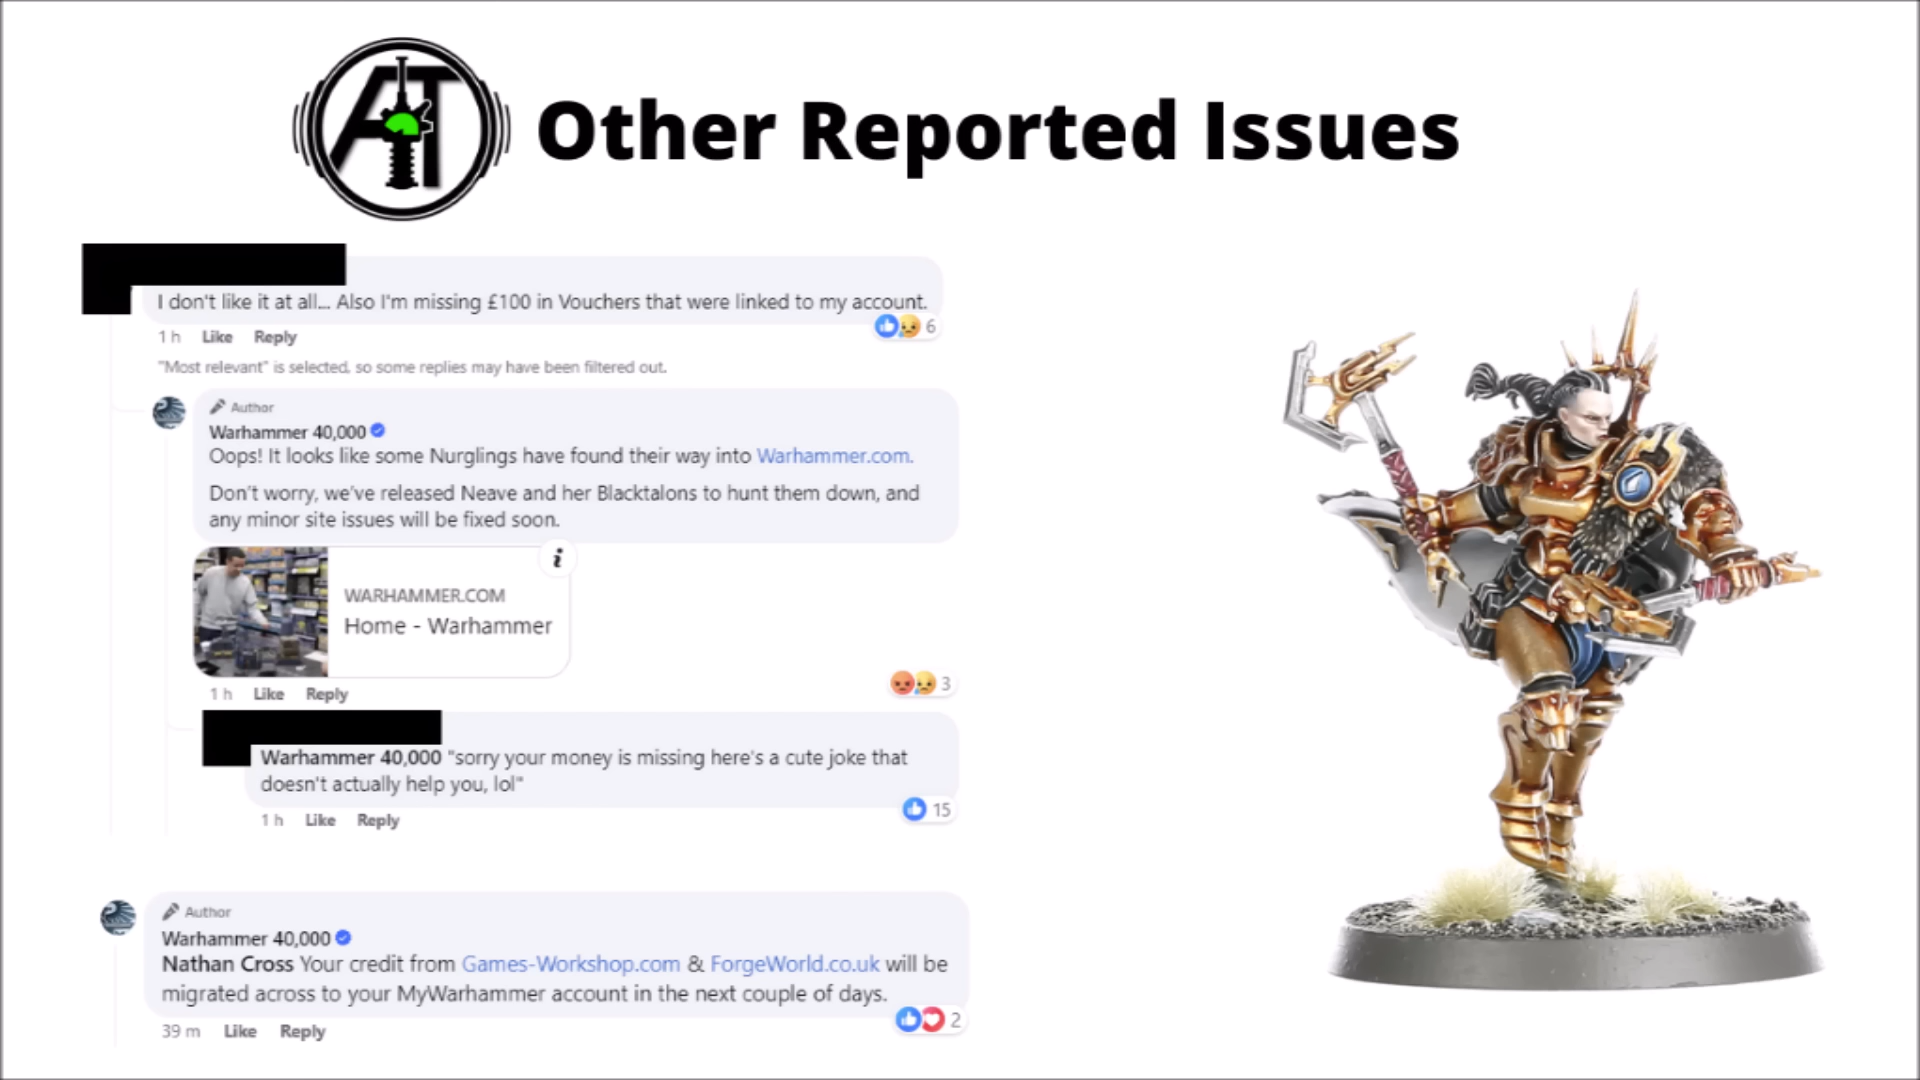 AT
Other Reported Issues
I don't like it at all... Also I'm missing £100 in Vouchers that were linked to my account.
6
1 h Like Reply
"Most relevant" is selected, so some replies may have been filtered out.
Author
Warhammer 40,000
Oops! It looks like some Nurglings have found their way into Warhammer.com.
Don't worry, we've released Neave and her Blacktalons to hunt them down, and
any minor site issues will be fixed soon.
i
WARHAMMER.COM
Home - Warhammer
3
1 h Like Reply
Warhammer 40,000 "sorry your money is missing here's a cute joke that
doesn't actually help you, lol"
15
1 h Like Reply
Author
Warhammer 40,000
Nathan Cross Your credit from Games-Workshop.com & ForgeWorld.co.uk will be
migrated across to your MyWarhammer account in the next couple of days.
2
39 m Like Reply